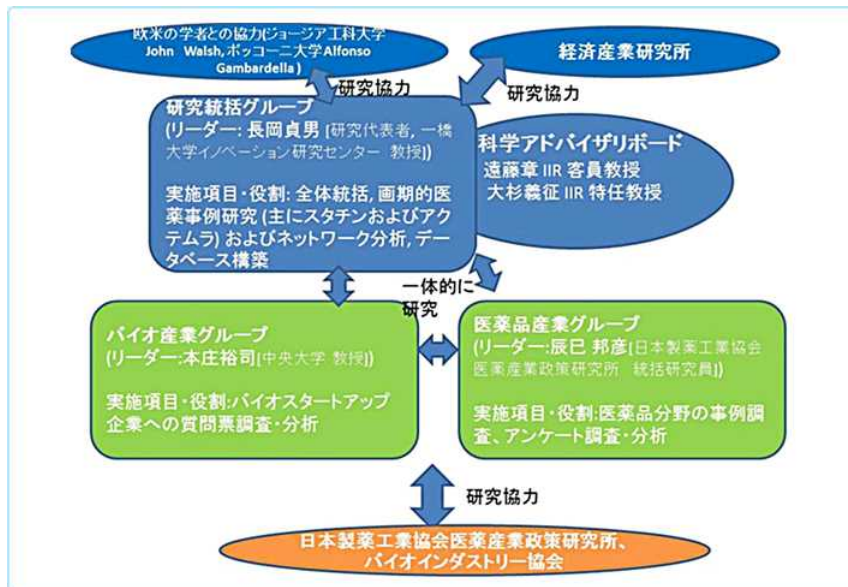 欧米の学者との協力(ジョージア工科大学
John Walsh,ボッコーニ大学Alfonso
Gambardella)
経済産業研究所
研究協力
研究協力
研究統括グループ
(リーダー: 長岡貞男 [研究代表者, 一橋
大学イノベーション研究センター 教授])
実施項目・役割: 全体統括, 画期的医
薬事例研究 (主にスタチンおよびアク
テムラ) およびネットワーク分析, デー
タベース構築
科学アドバイザリボード
遠藤章 IIR 客員教授
大杉義征 IIR 特任教授
一体的に
研究
バイオ産業グループ
(リーダー:本庄裕司[中央大学 教授])
実施項目・役割:バイオスタートアップ
企業への質問票調査・分析
医薬品産業グループ
(リーダー:辰巳 邦彦[日本製薬工業協会
医薬産業政策研究所 統括研究員])
実施項目・役割:医薬品分野の事例調
査、アンケート調査・分析
研究協力
日本製薬工業協会医薬産業政策研究所、
バイオインダストリー協会